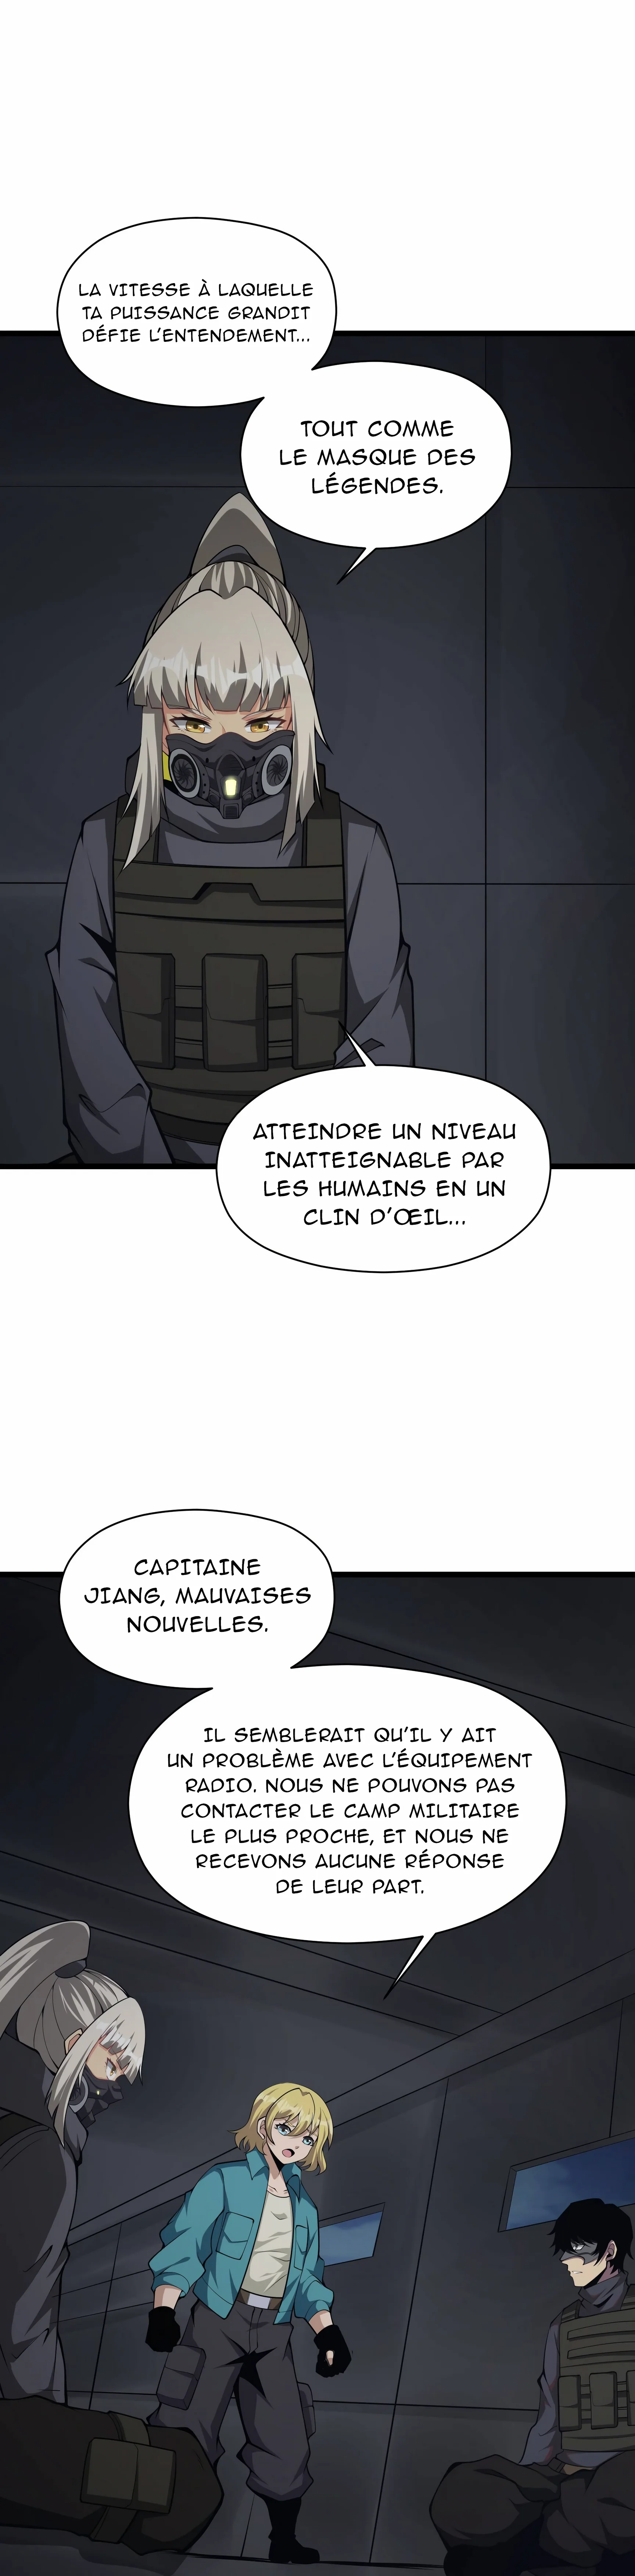 LA VITESSE À LAQUELLE
TA PUISSANCE GRANDIT
DÉFIE L'ENTENDEMENT...
TOUT COMME
LE MASQUE DES
LÉGENDES.
ATTEINDRE UN NIVEAU
INATTEIGNABLE PAR
LES HUMAINS EN UN
CLIN D'ŒIL...
CAPITAINE
JIANG, MAUVAISES
NOUVELLES.
IL SEMBLERAIT QU'IL Y AIT
UN PROBLÈME AVEC L'ÉQUIPEMENT
RADIO. NOUS NE POUVONS PAS
CONTACTER LE CAMP MILITAIRE
LE PLUS PROCHE, ET NOUS NE
RECEVONS AUCUNE RÉPONSE
DE LEUR PART.